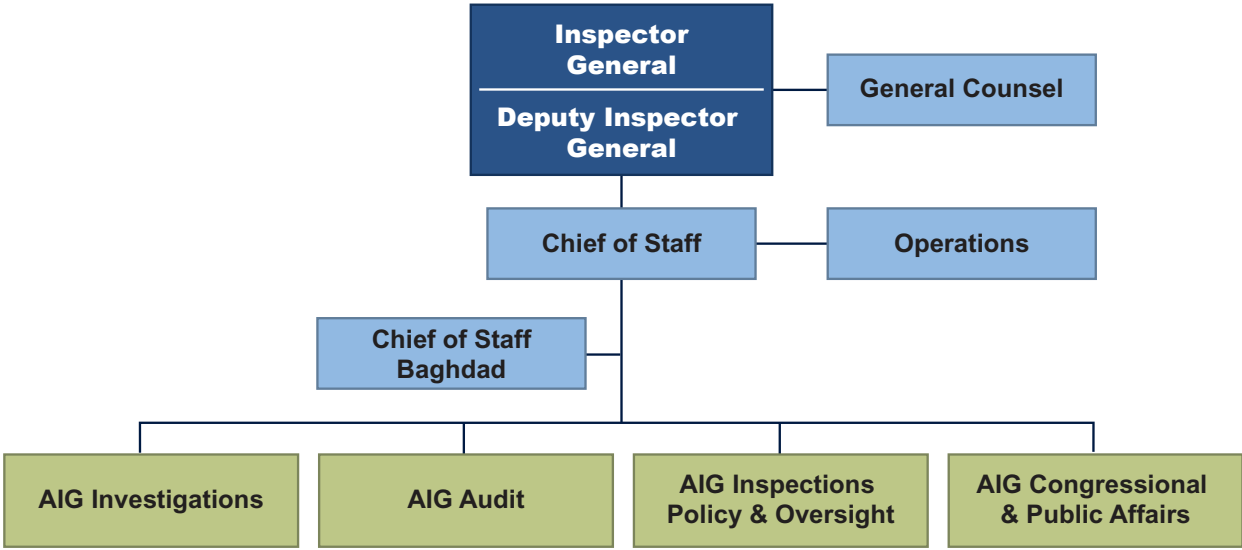 Inspector
General
Deputy Inspector
General
General Counsel
Chief of Staff
Operations
Chief of Staff
Baghdad
AIG Investigations
AIG Audit
AIG Inspections
Policy & Oversight
AIG Congressional
& Public Affairs